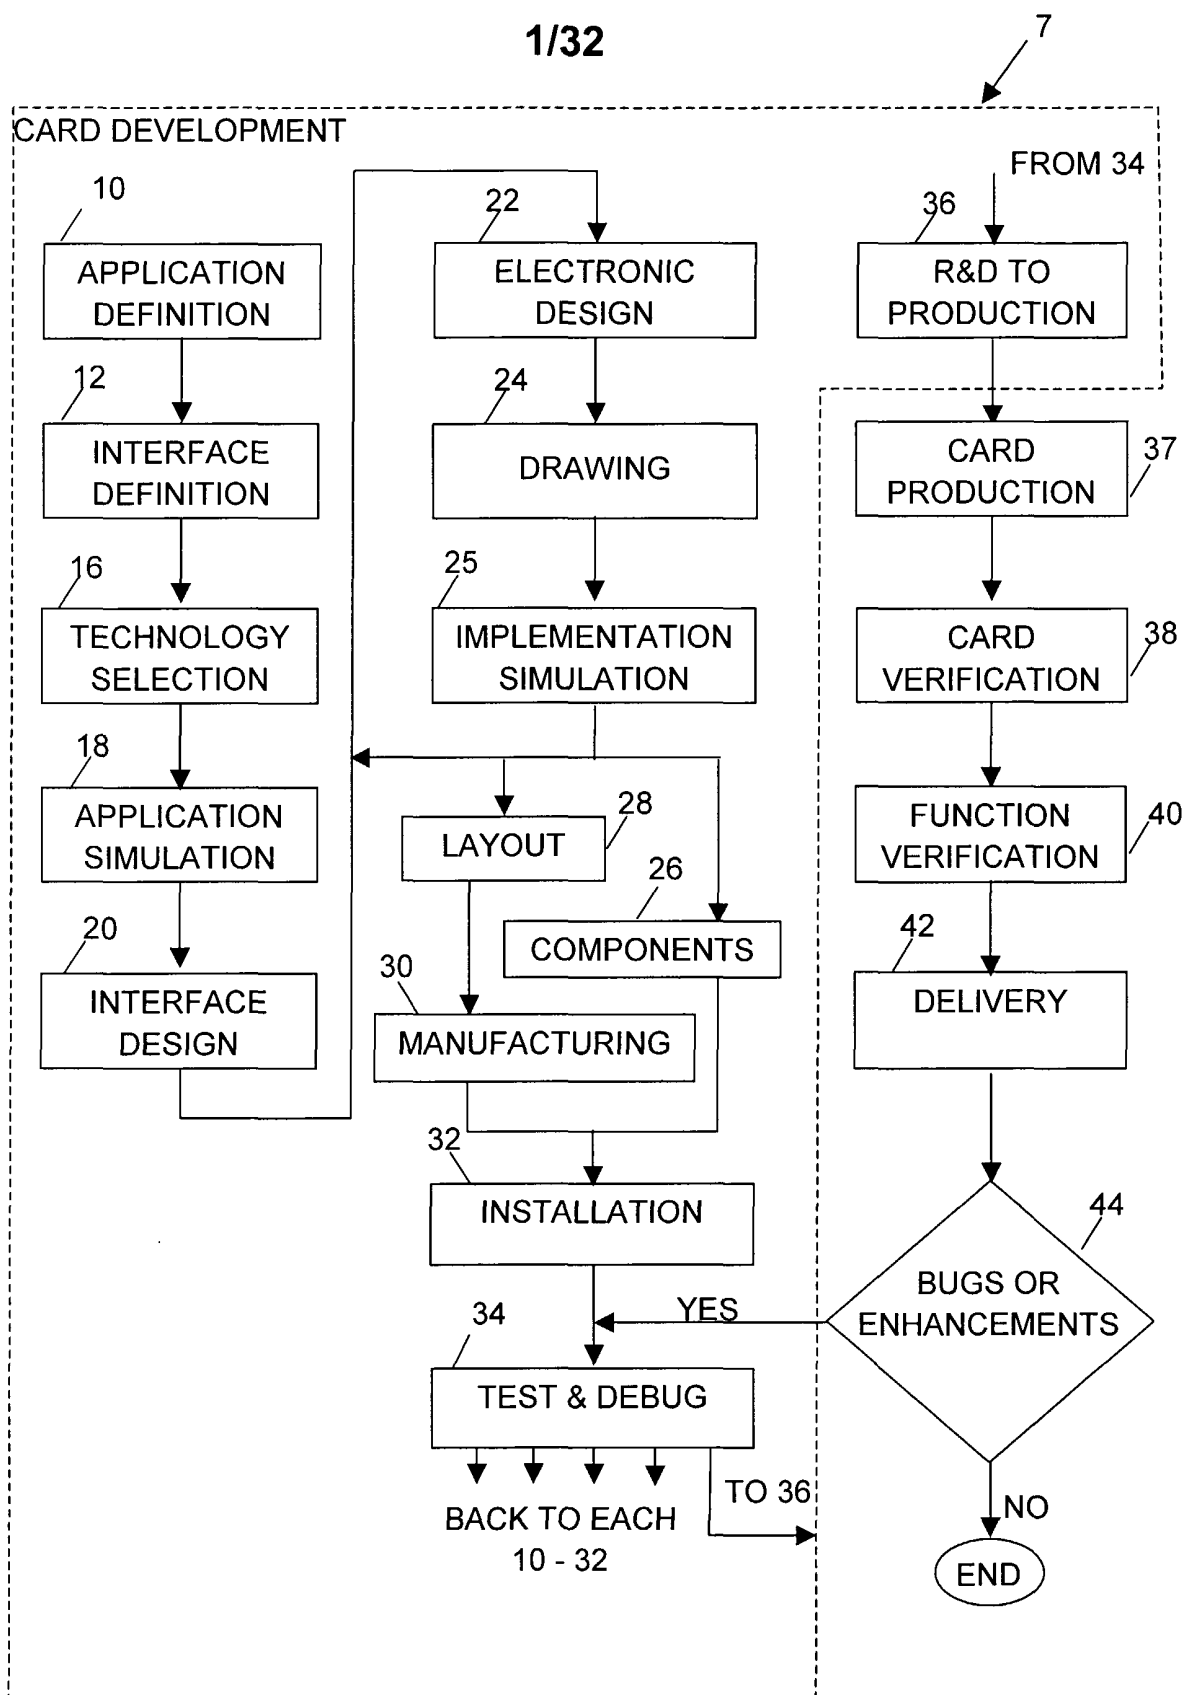 1/32
7
CARD DEVELOPMENT
10
APPLICATION
DEFINITION
12
INTERFACE
DEFINITION
16
TECHNOLOGY
SELECTION
18
APPLICATION
SIMULATION
20
INTERFACE
DESIGN
22
ELECTRONIC
DESIGN
24
DRAWING
25
IMPLEMENTATION
SIMULATION
28
LAYOUT
26
COMPONENTS
30
MANUFACTURING
32
INSTALLATION
34
TEST & DEBUG
BACK TO EACH
10 - 32
TO 36
FROM 34
36
R&D TO
PRODUCTION
37
CARD
PRODUCTION
38
CARD
VERIFICATION
40
FUNCTION
VERIFICATION
42
DELIVERY
44
BUGS OR
ENHANCEMENTS
YES
NO
END